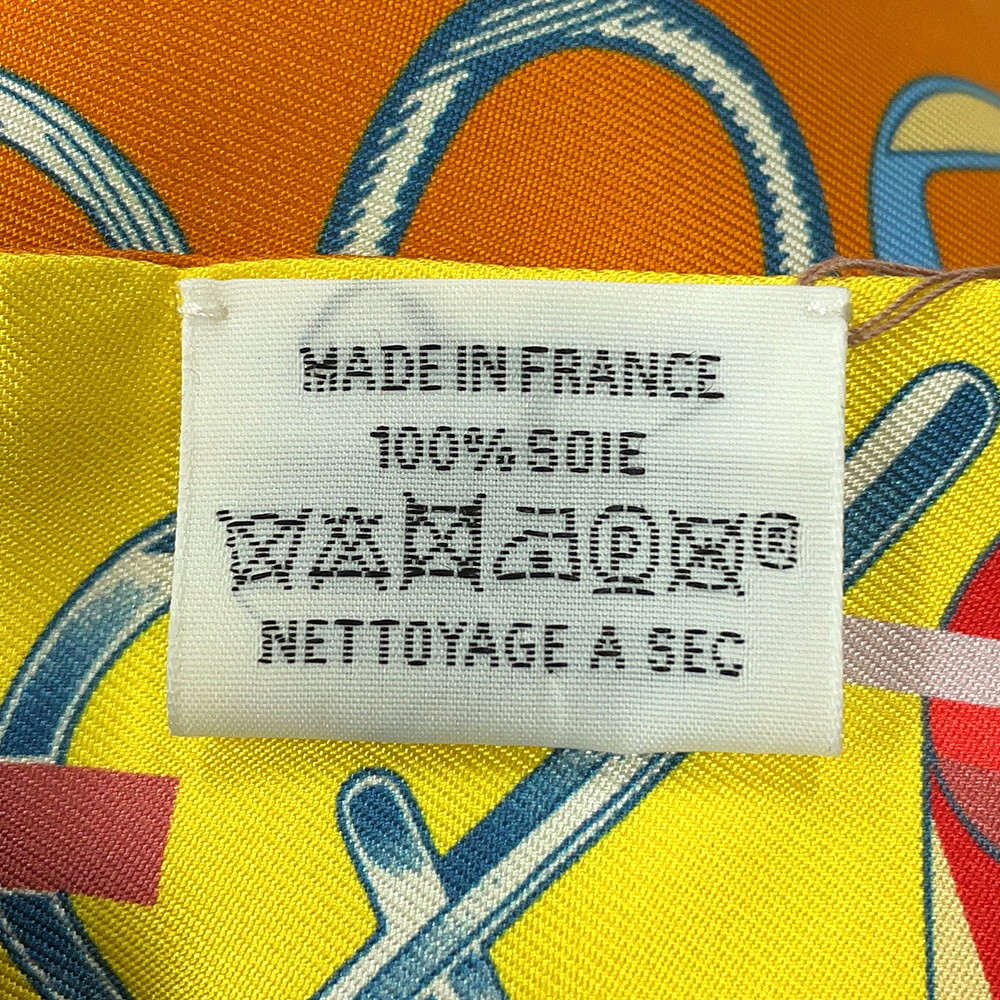 MADE IN FRANCE
100% SOIE
P ®
NETTOYAGE A SEC